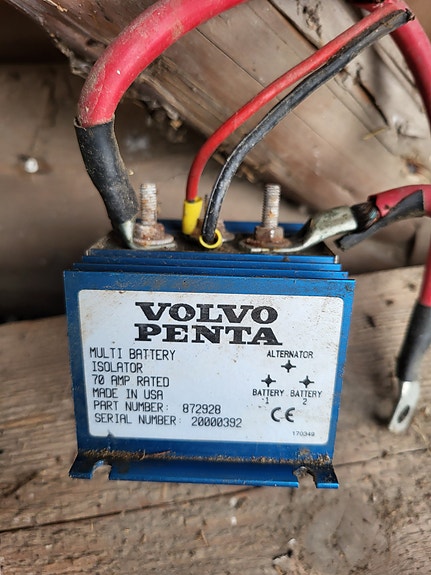 VOLVO
PENTA
MULTI BATTERY
ISOLATOR
70 AMP RATED
MADE IN USA
PART NUMBER: 872928
SERIAL NUMBER: 20000392
ALTERNATOR
BATTERY BATTERY
1 2
CE
170348